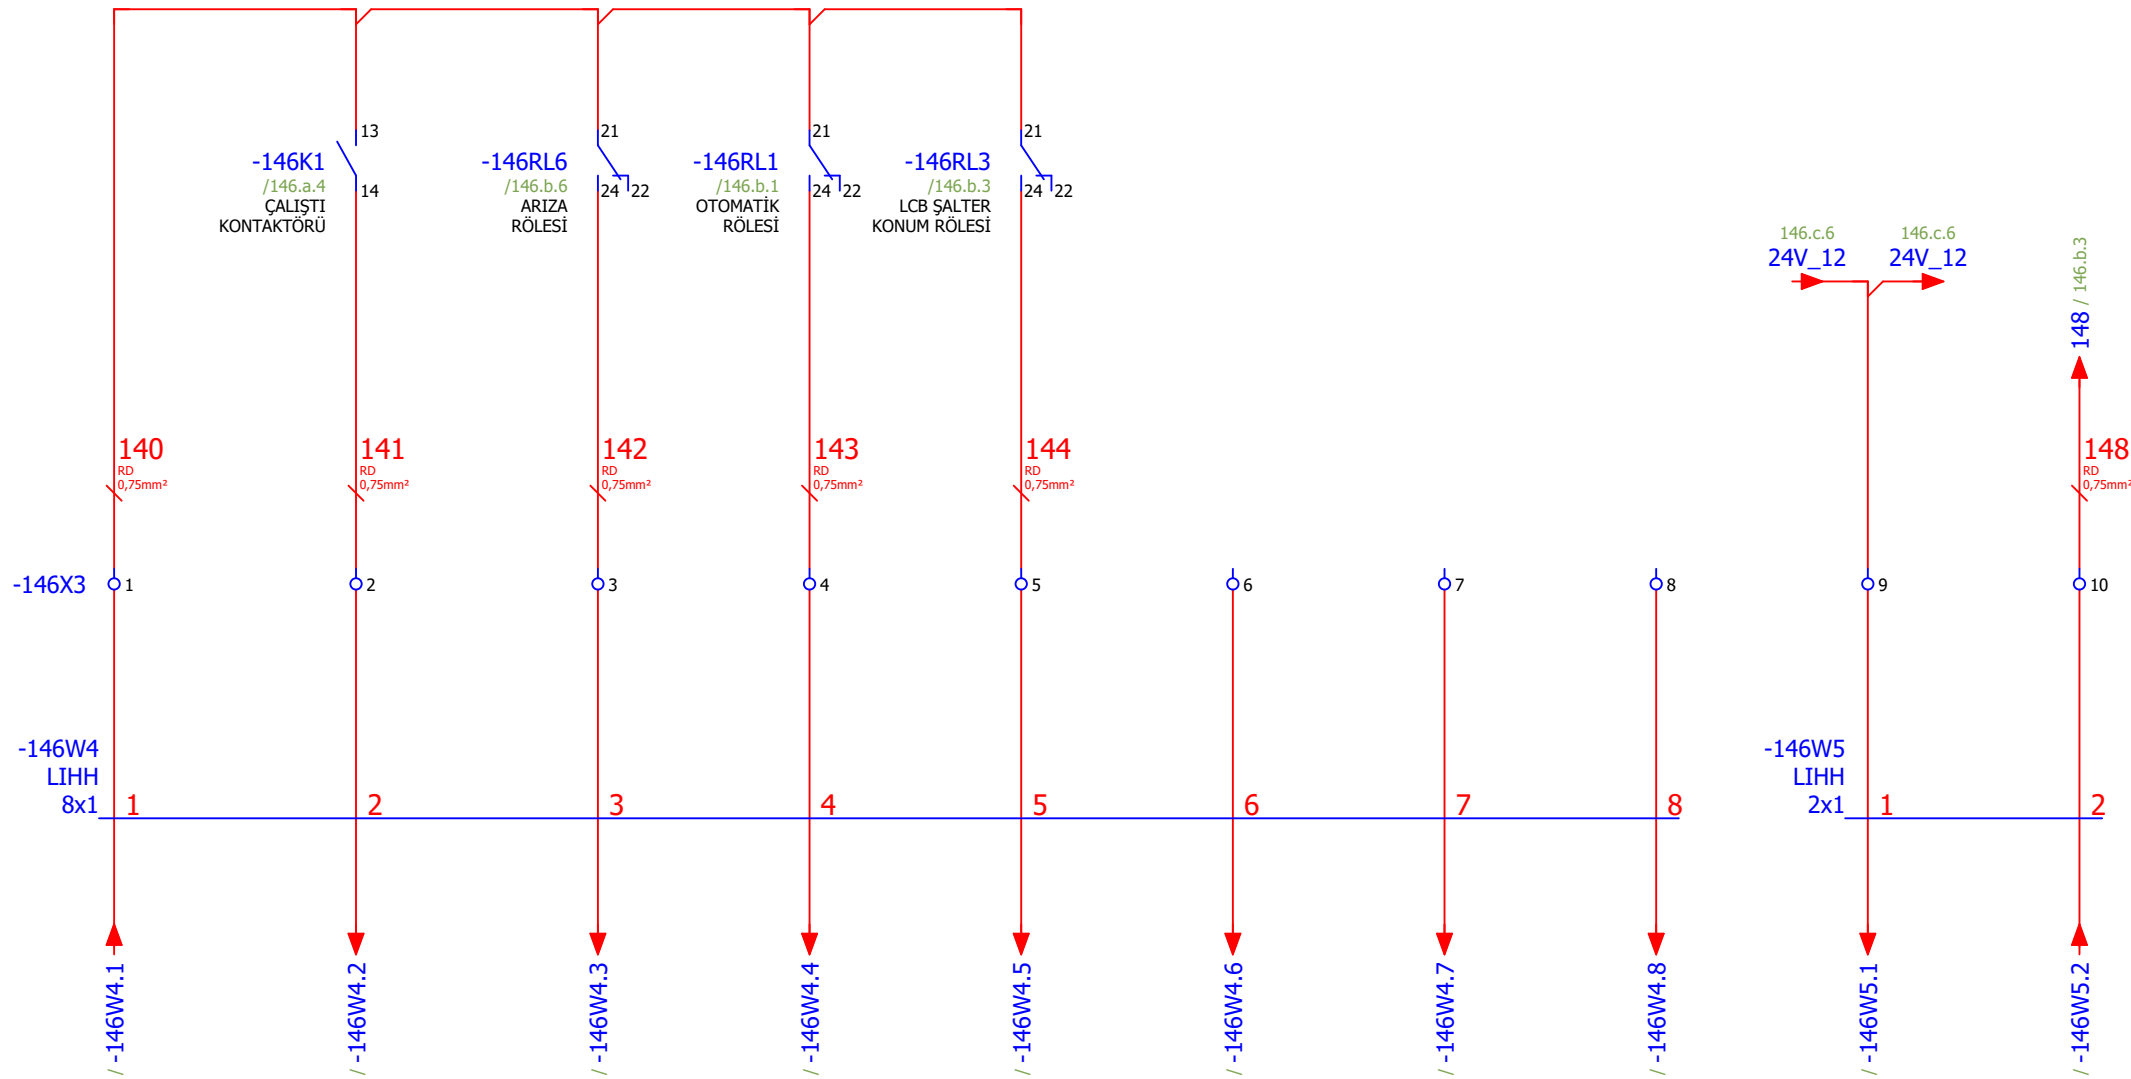 13
-146K1
/146.a.4
14
ÇALIŞTI
KONTAKTÖRÜ
21
-146RL6
/146.b.6
24
22
ARIZA
RÖLESİ
21
-146RL1
/146.b.1
24
22
OTOMATİK
RÖLESİ
21
-146RL3
/146.b.3
24
22
LCB ŞALTER
KONUM RÖLESİ
146.c.6
24V_12
146.c.6
24V_12
148 / 146.b.3
140
RD
0,75mm²
141
RD
0,75mm²
142
RD
0,75mm²
143
RD
0,75mm²
144
RD
0,75mm²
148
RD
0,75mm²
-146X3
1
2
3
4
5
6
7
8
9
10
-146W4
LIHH
8x1
1
2
3
4
5
6
7
8
-146W5
LIHH
2x1
1
2
/ -146W4.1
/ -146W4.2
/ -146W4.3
/ -146W4.4
/ -146W4.5
/ -146W4.6
/ -146W4.7
/ -146W4.8
/ -146W5.1
/ -146W5.2